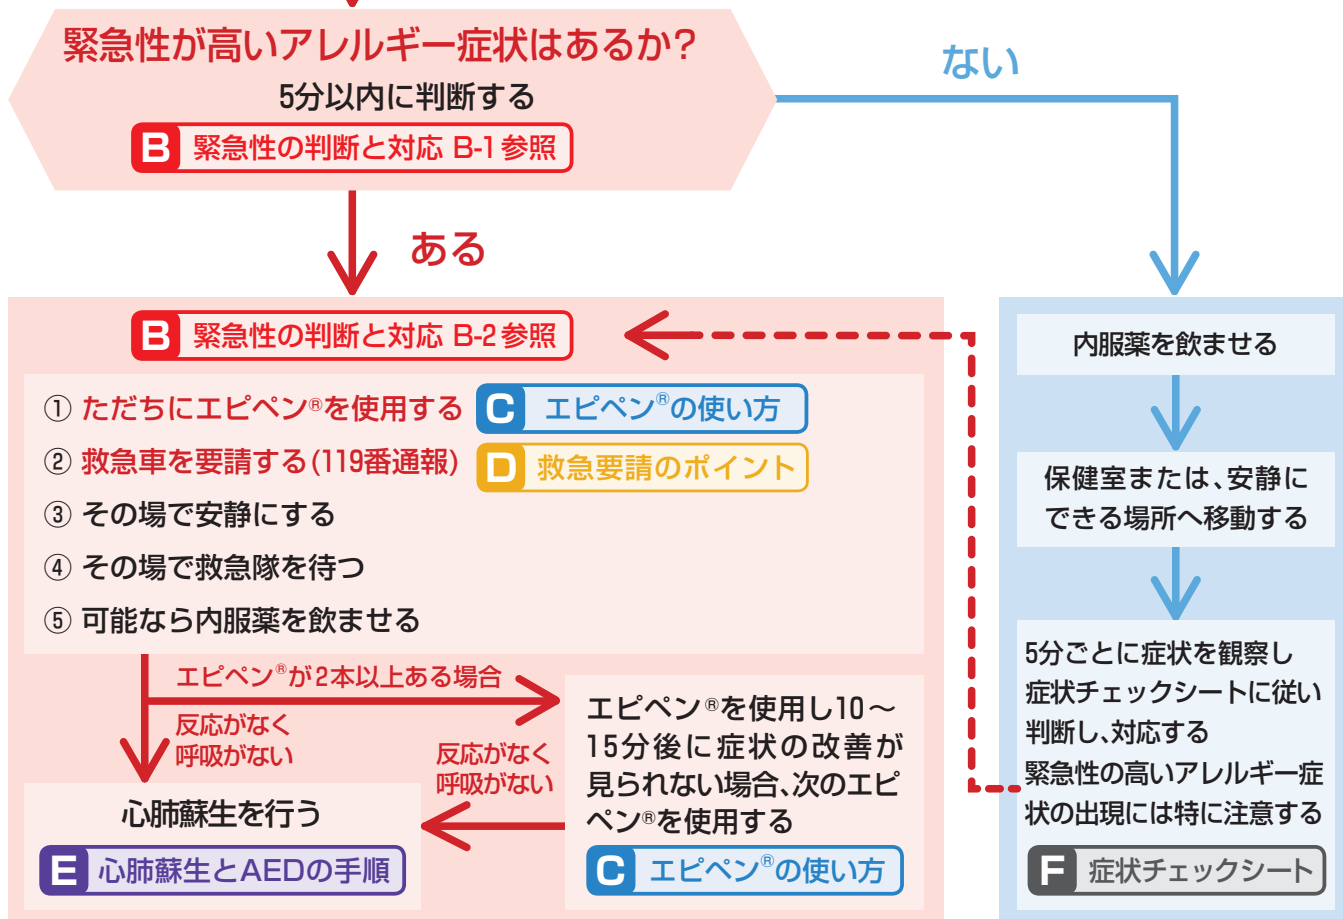 緊急性が高いアレルギー症状はあるか？
5分以内に判断する
B 緊急性の判断と対応 B-1参照
ない
ある
B 緊急性の判断と対応 B-2参照
① ただちにエピペン®を使用する
C エピペン®の使い方
② 救急車を要請する(119番通報)
D 救急要請のポイント
③ その場で安静にする
④ その場で救急隊を待つ
⑤ 可能なら内服薬を飲ませる
エピペン®が2本以上ある場合
反応がなく
呼吸がない
エピペン®を使用し10～
15分後に症状の改善が
見られない場合、次のエピ
ペン®を使用する
C エピペン®の使い方
反応がなく
呼吸がない
心肺蘇生を行う
E 心肺蘇生とAEDの手順
内服薬を飲ませる
保健室または、安静に
できる場所へ移動する
5分ごとに症状を観察し
症状チェックシートに従い
判断し、対応する
緊急性の高いアレルギー症
状の出現には特に注意する
F 症状チェックシート